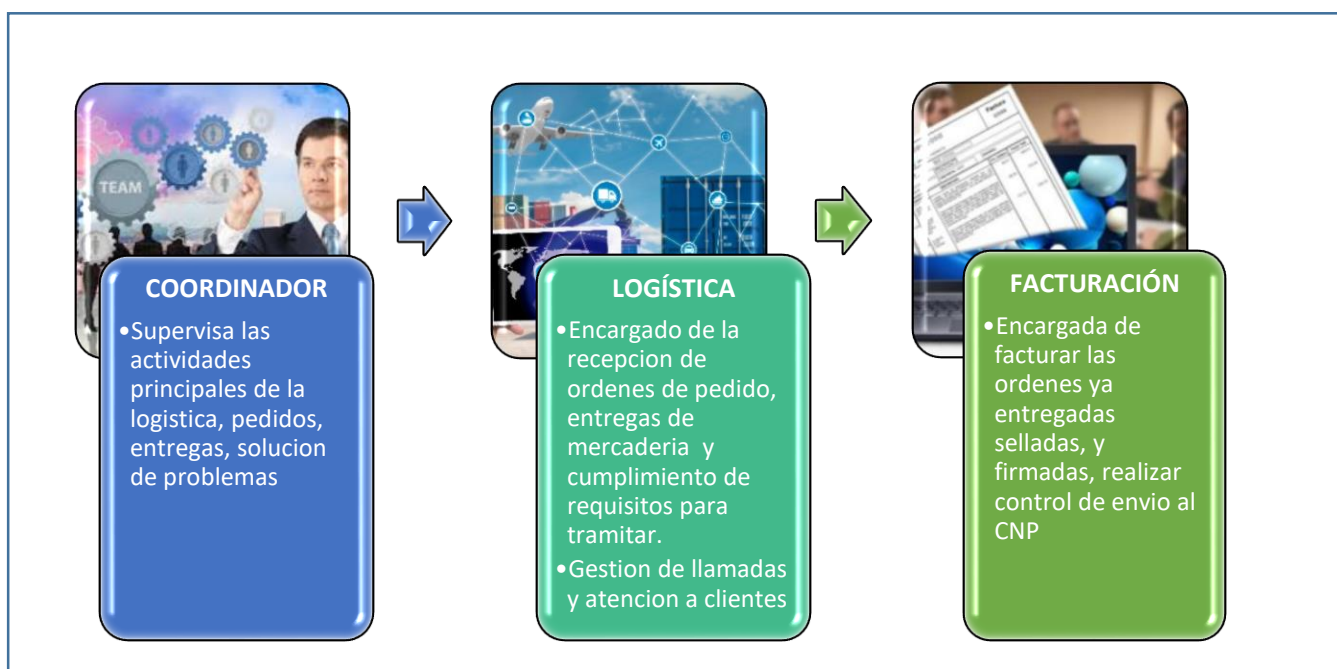 TEAM
Factura
COORDINADOR
•Supervisa las
actividades
principales de la
logistica, pedidos,
entregas, solucion
de problemas
LOGÍSTICA
•Encargado de la
recepcion de
ordenes de pedido,
entregas de
mercaderia y
cumplimiento de
requisitos para
tramitar.
•Gestion de llamadas
y atencion a clientes
FACTURACIÓN
•Encargada de
facturar las
ordenes ya
entregadas
selladas, y
firmadas, realizar
control de envio al
CNP